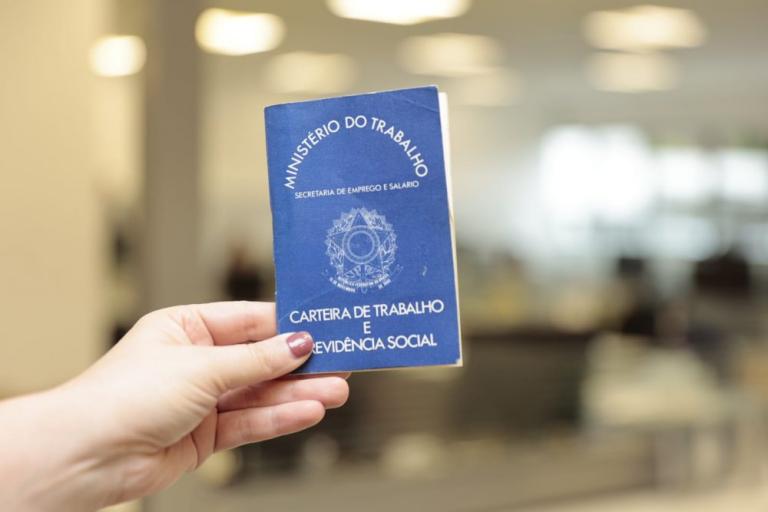 MINISTÉRIO DO TRABALHO
SECRETARIA DE EMPREGO E SALARIO
CARTEIRA DE TRABALHO
E
REVIDÊNCIA SOCIAL